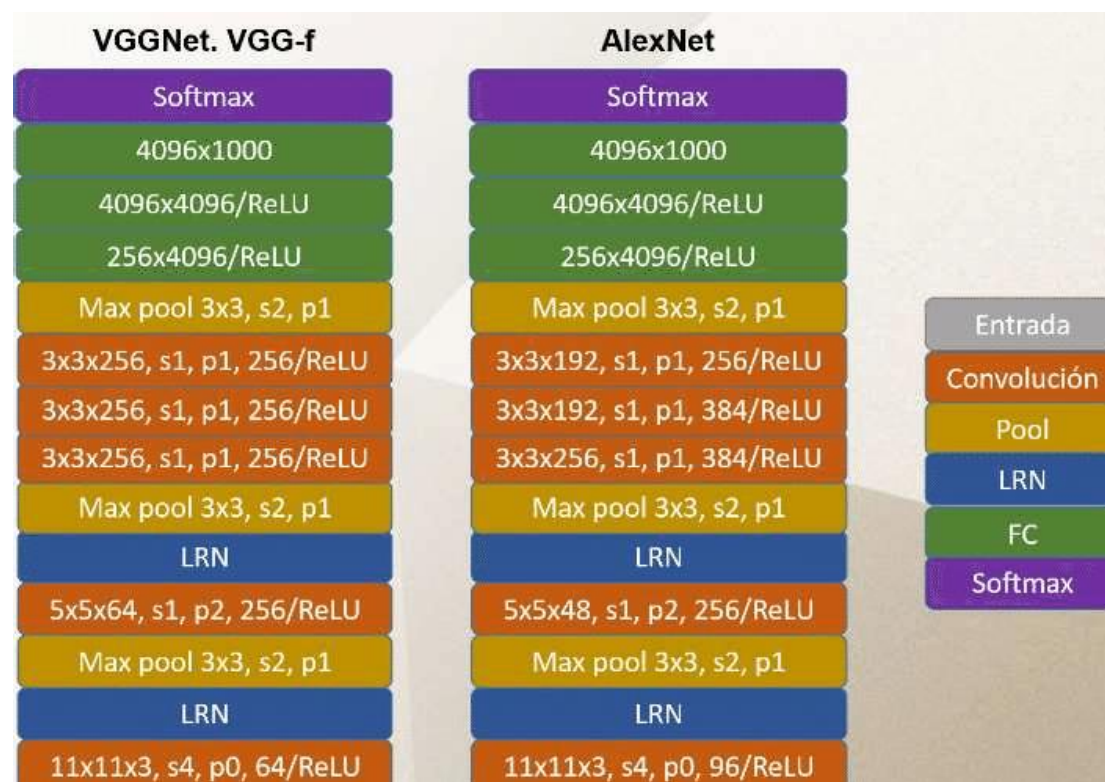 VGGNet. VGG-f
Softmax
4096x1000
4096x4096/ReLU
256x4096/ReLU
Max pool 3x3, s2, p1
3x3x256, s1, p1, 256/ReLU
3x3x256, s1, p1, 256/ReLU
3x3x256, s1, p1, 256/ReLU
Max pool 3x3, s2, p1
LRN
5x5x64, s1, p2, 256/ReLU
Max pool 3x3, s2, p1
LRN
11x11x3, s4, p0, 64/ReLU
AlexNet
Softmax
4096x1000
4096x4096/ReLU
256x4096/ReLU
Max pool 3x3, s2, p1
3x3x192, s1, p1, 256/ReLU
3x3x192, s1, p1, 384/ReLU
3x3x256, s1, p1, 384/ReLU
Max pool 3x3, s2, p1
LRN
5x5x48, s1, p2, 256/ReLU
Max pool 3x3, s2, p1
LRN
11x11x3, s4, p0, 96/ReLU
Entrada
Convolución
Pool
LRN
FC
Softmax